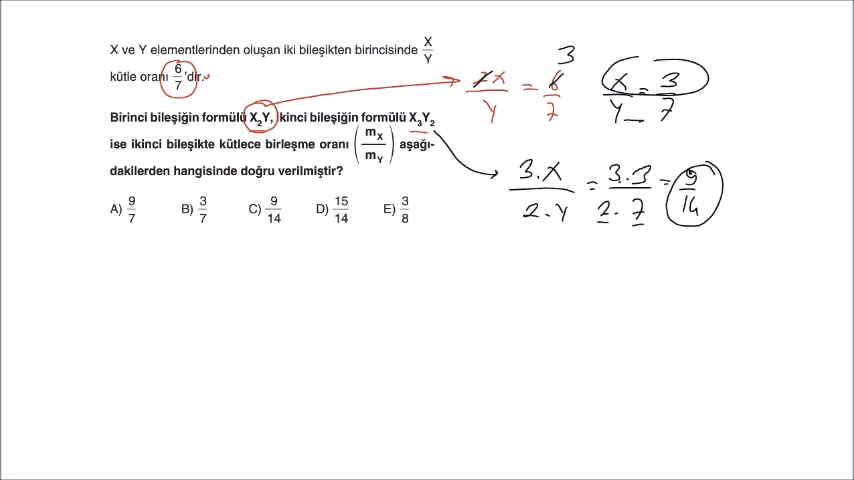 X ve Y elementlerinden oluşan iki bileşikten birincisinde X/Y
kütle oranı 6/7'dir.
Birinci bileşiğin formülü X₂Y, ikinci bileşiğin formülü X₃Y₂
ise ikinci bileşikte kütlece birleşme oranı (mX/mY) aşağı-
dakilerden hangisinde doğru verilmiştir?
A) 9/7 B) 3/7 C) 9/14 D) 15/14 E) 3/8
3
2X/Y = 6/7
X/Y = 3/7
3.X/2.Y = 3.3/2.7 = 9/14